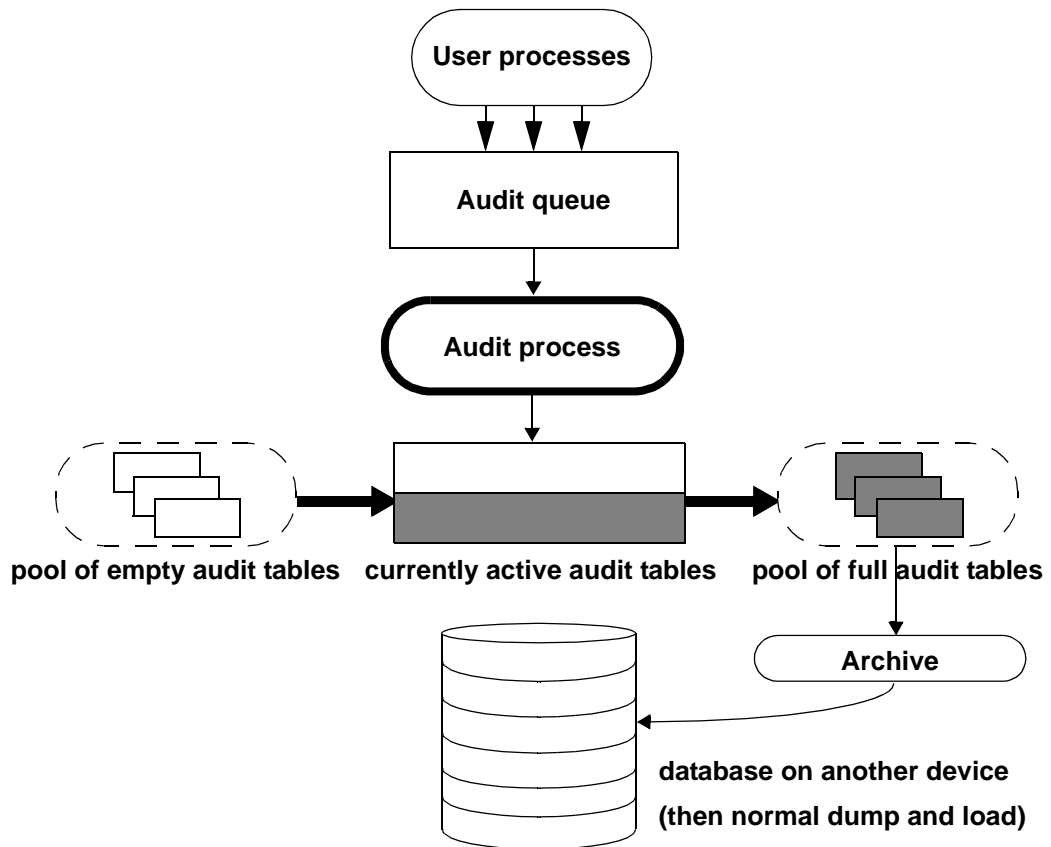 User processes
Audit queue
Audit process
pool of empty audit tables
currently active audit tables
pool of full audit tables
Archive
database on another device
(then normal dump and load)